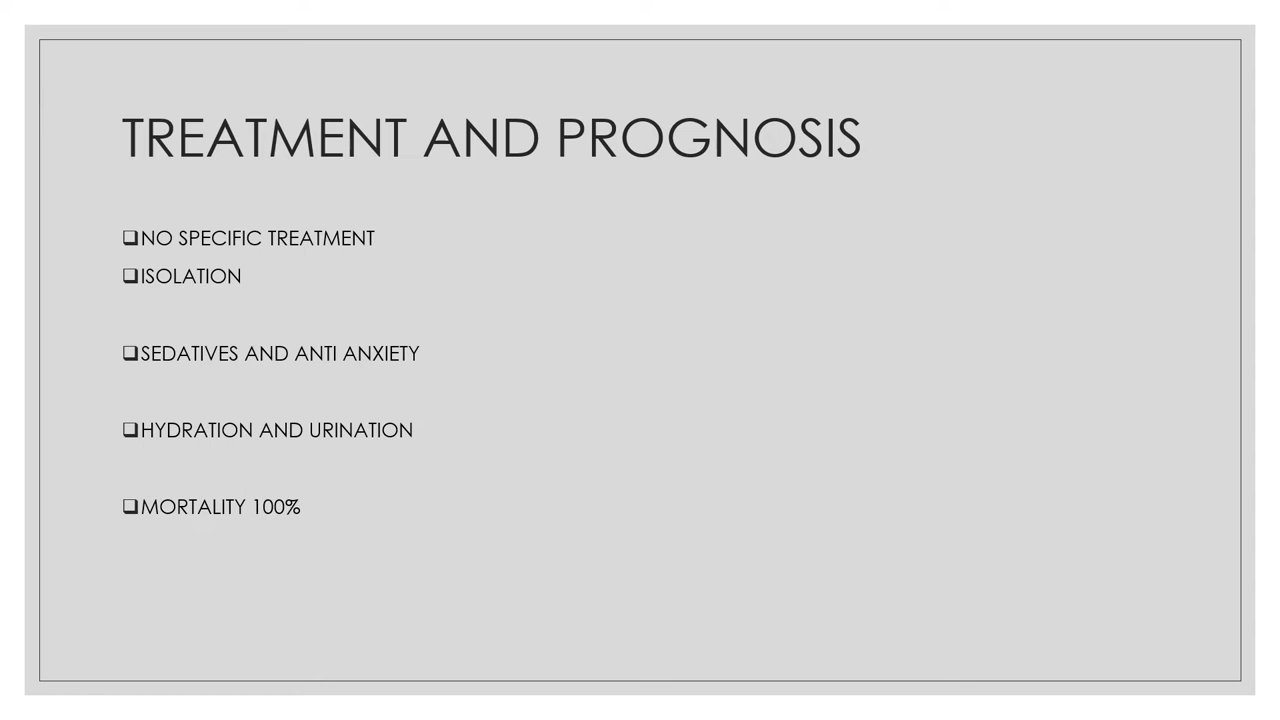 TREATMENT AND PROGNOSIS
❑NO SPECIFIC TREATMENT
❑ISOLATION
❑SEDATIVES AND ANTI ANXIETY
❑HYDRATION AND URINATION
❑MORTALITY 100%